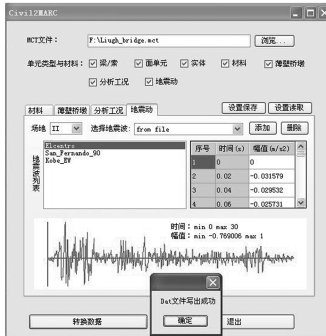 Civil2MARC
MCT文件： F:\Liugh_bridge.mct 浏览...
单元类型与材料： 梁/索 面单元 实体 材料 薄壁桥墩
分析工况 地震动
材料 薄壁桥墩 分析工况 地震动 设置保存 设置读取
场地 II 选择地震波： from file 添加 删除
地震波列表
Elcentro
San_Fernando_90
Kobe_EW
序号 时间(s) 幅值(m/s2)
1 0 0
2 0.02 -0.031579
3 0.04 -0.029532
4 0.06 -0.025731
时间：min 0 max 30
幅值：min -0.769006 max 1
Dat文件写出成功
确定
转换数据 退出